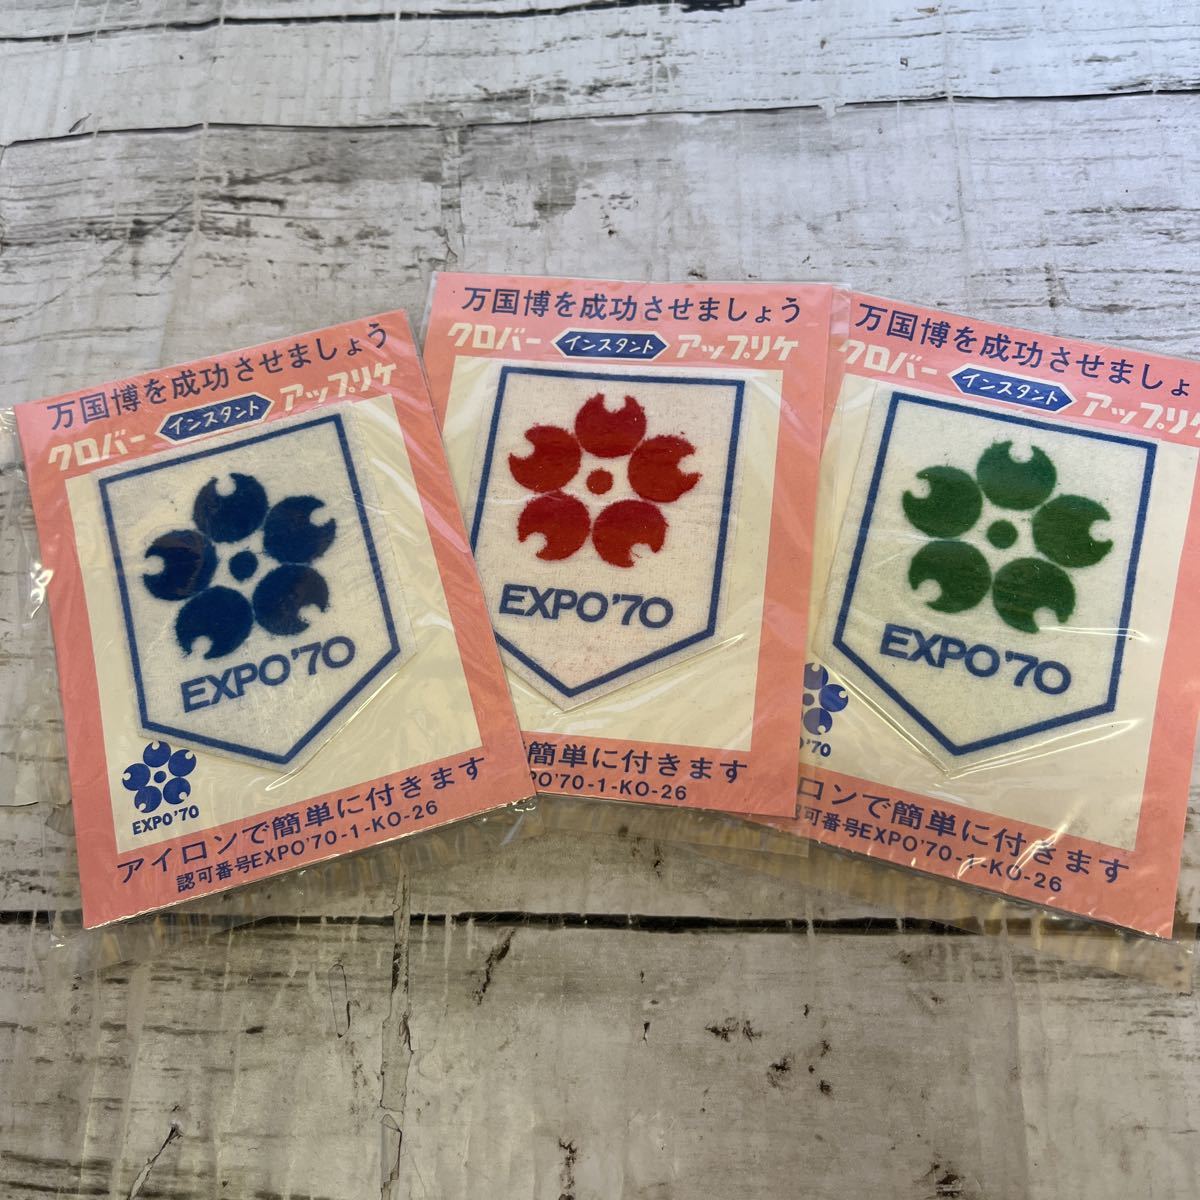 万国博を成功させましょう
クロバー インスタント アップリケ
EXPO'70
EXPO'70
アイロンで簡単に付きます
認可番号EXPO'70-1-KO-26
万国博を成功させましょう
クロバー インスタント アップリケ
EXPO'70
簡単に付きます
PO'70-1-KO-26
万国博を成功させましょ
クロバー インスタント アップリケ
EXPO'70
'70
ロンで簡単に付きます
可番号EXPO'70-1-KO-26